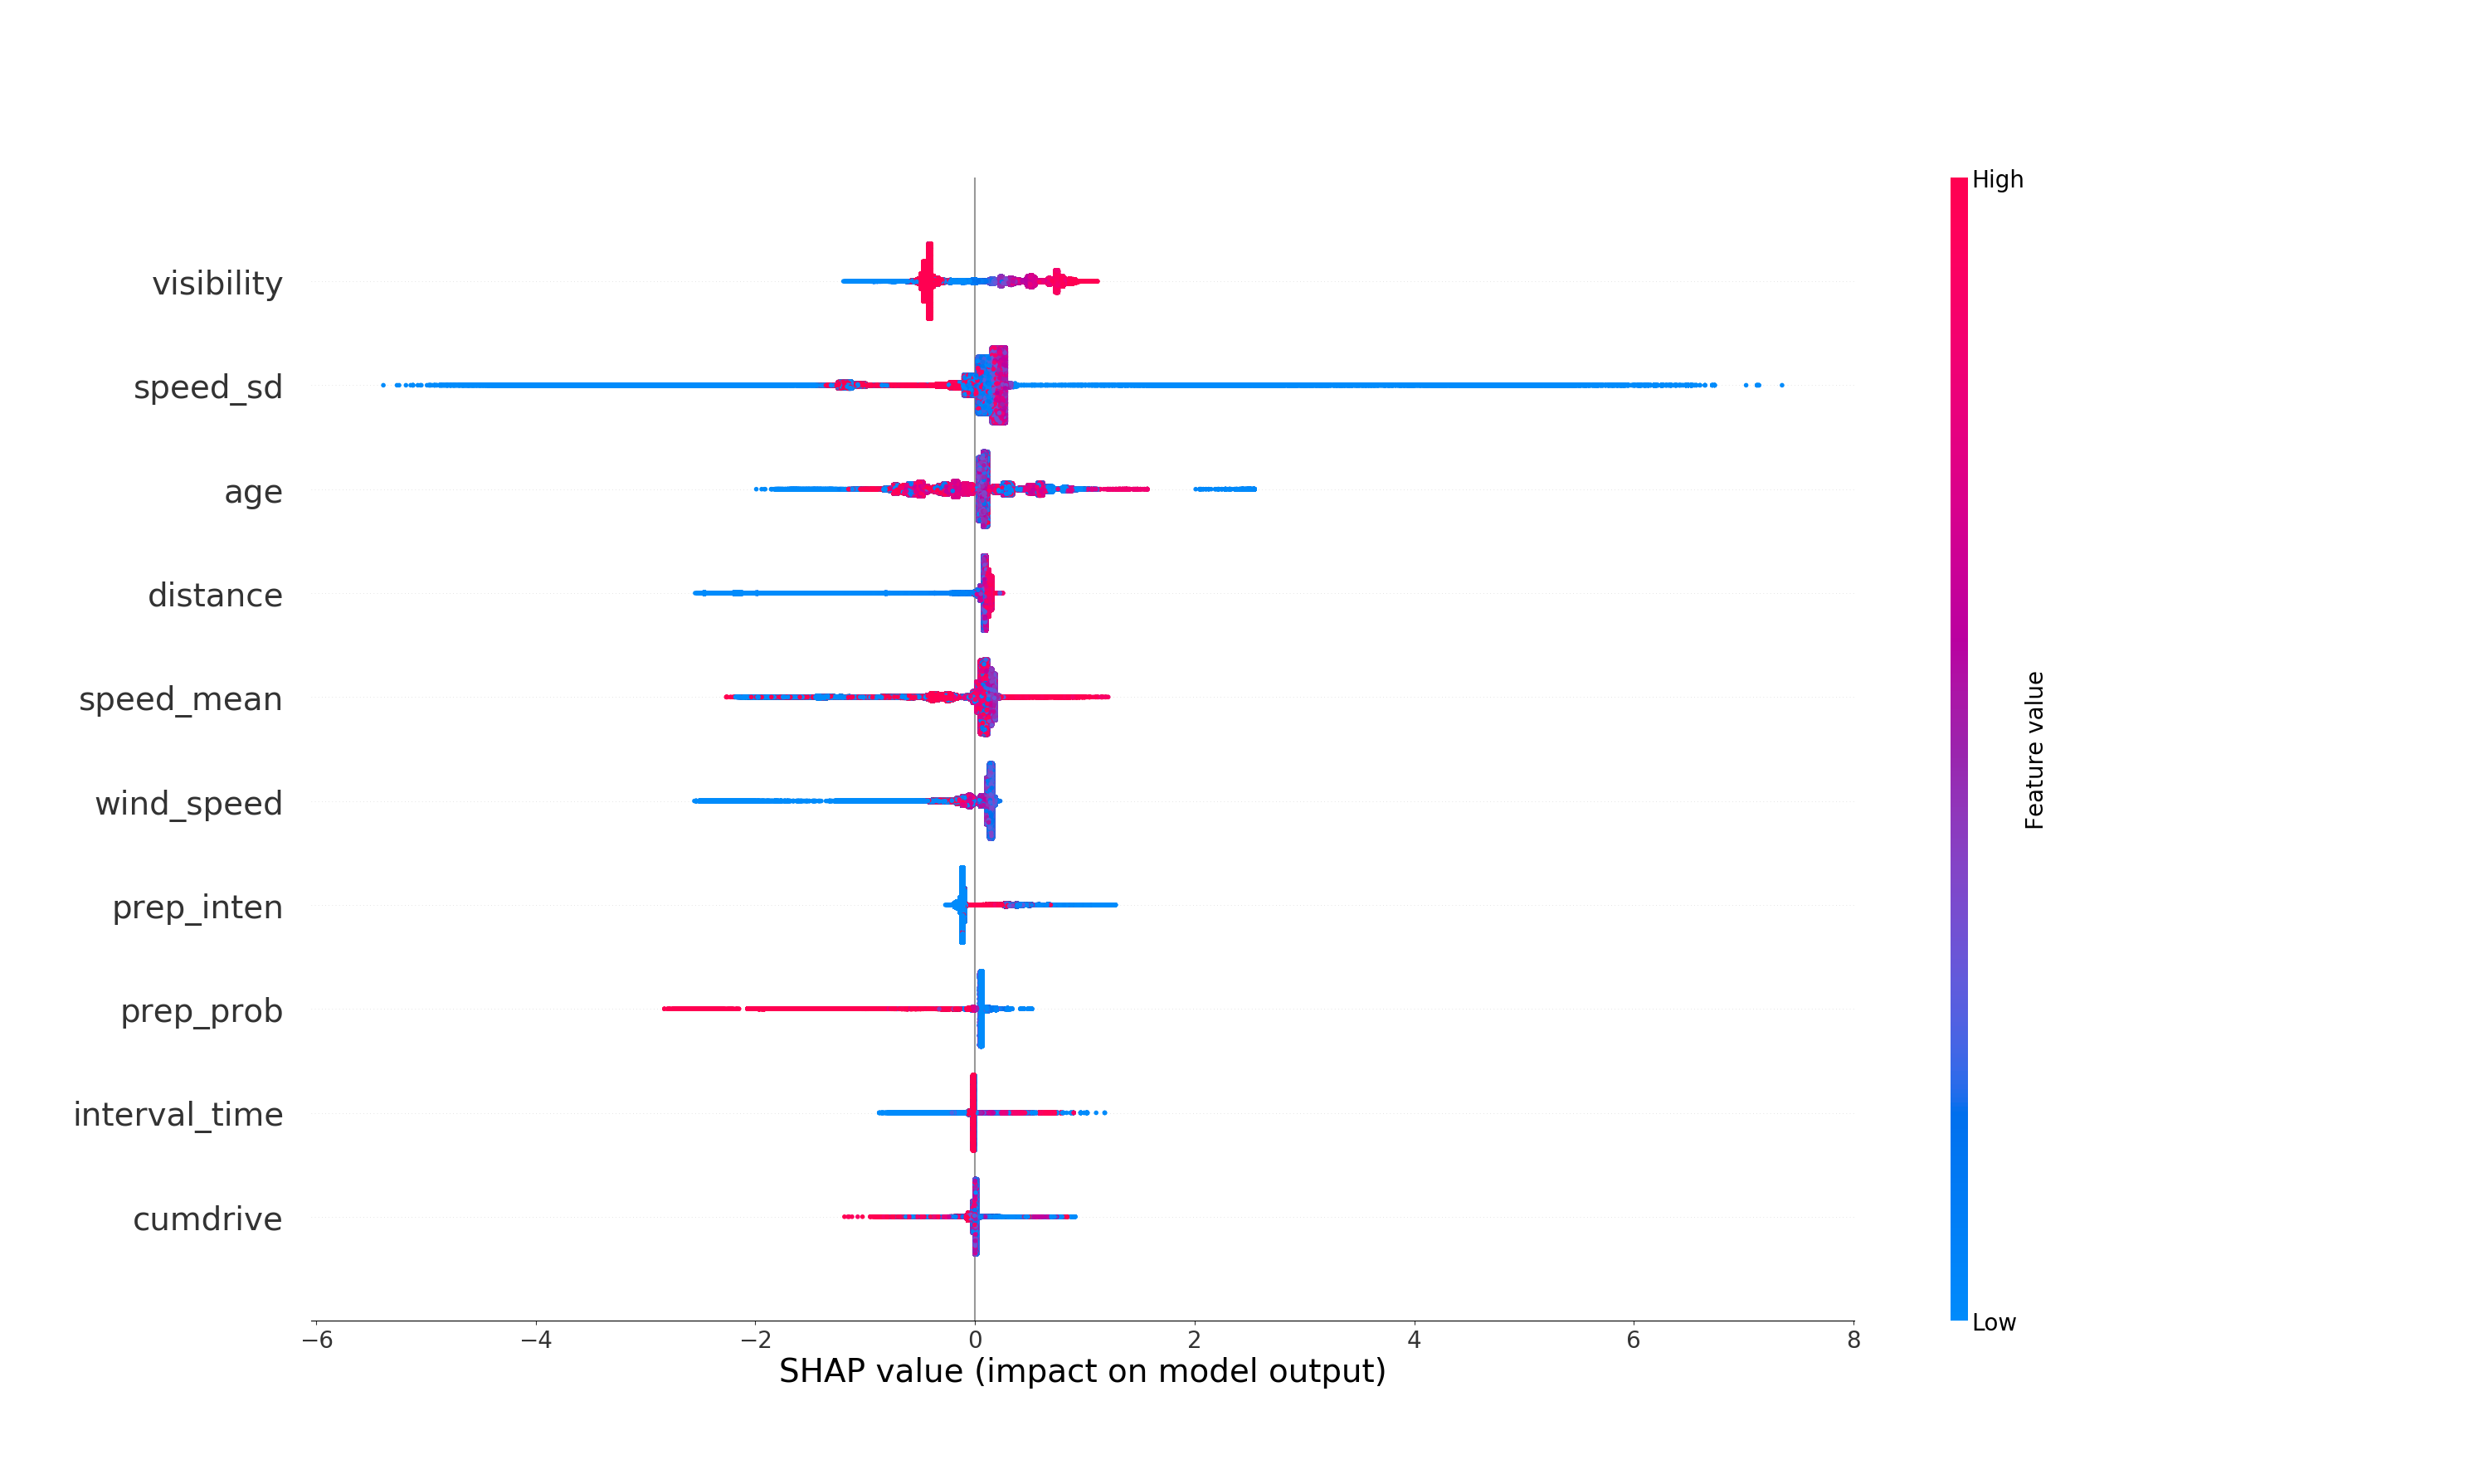 High
visibility
speed_sd
age
distance
speed_mean
wind_speed
prep_inten
prep_prob
interval_time
cumdrive
Feature value
Low
−6 −4 −2 0 2 4 6 8
SHAP value (impact on model output)